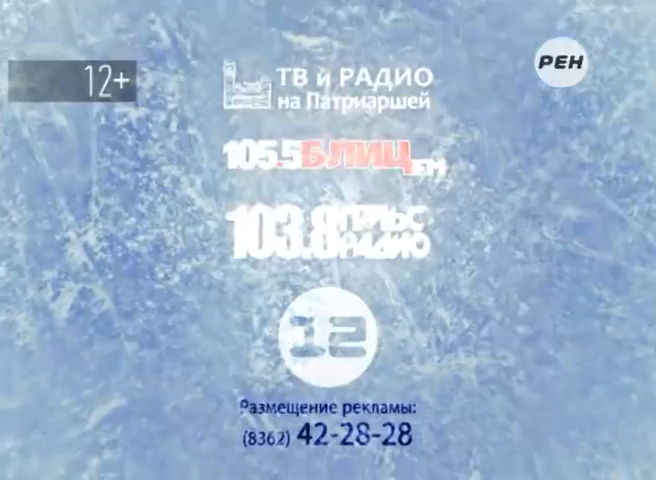 12+
РЕН
ТВ и РАДИО
на Патриаршей
105.5 БЛИЦ FM
103.8 ПУЛЬС
РАДИО
12
Размещение рекламы:
(8362) 42-28-28